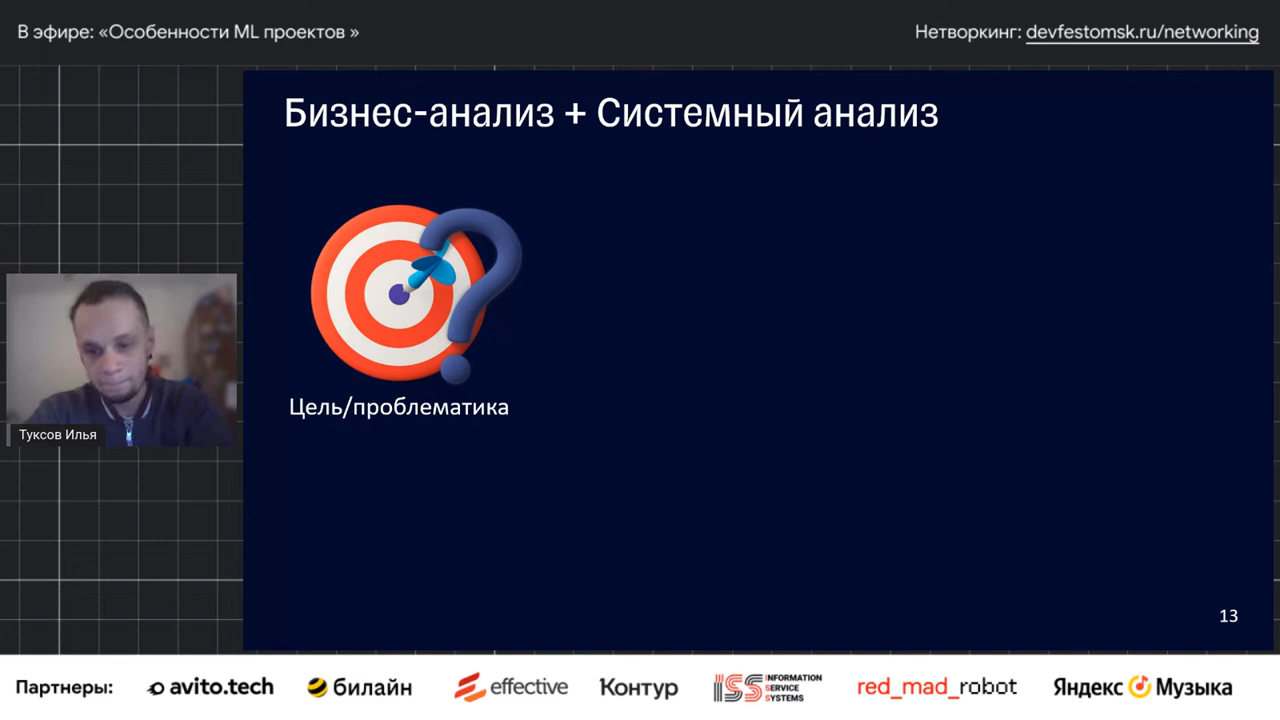 В эфире: «Особенности ML проектов »
Нетворкинг: devfestomsk.ru/networking
Бизнес-анализ + Системный анализ
Цель/проблематика
Туксов Илья
13
Партнеры:
avito.tech
билайн
effective
Контур
ISS INFORMATION SERVICE SYSTEMS
red_mad_robot
Яндекс Музыка